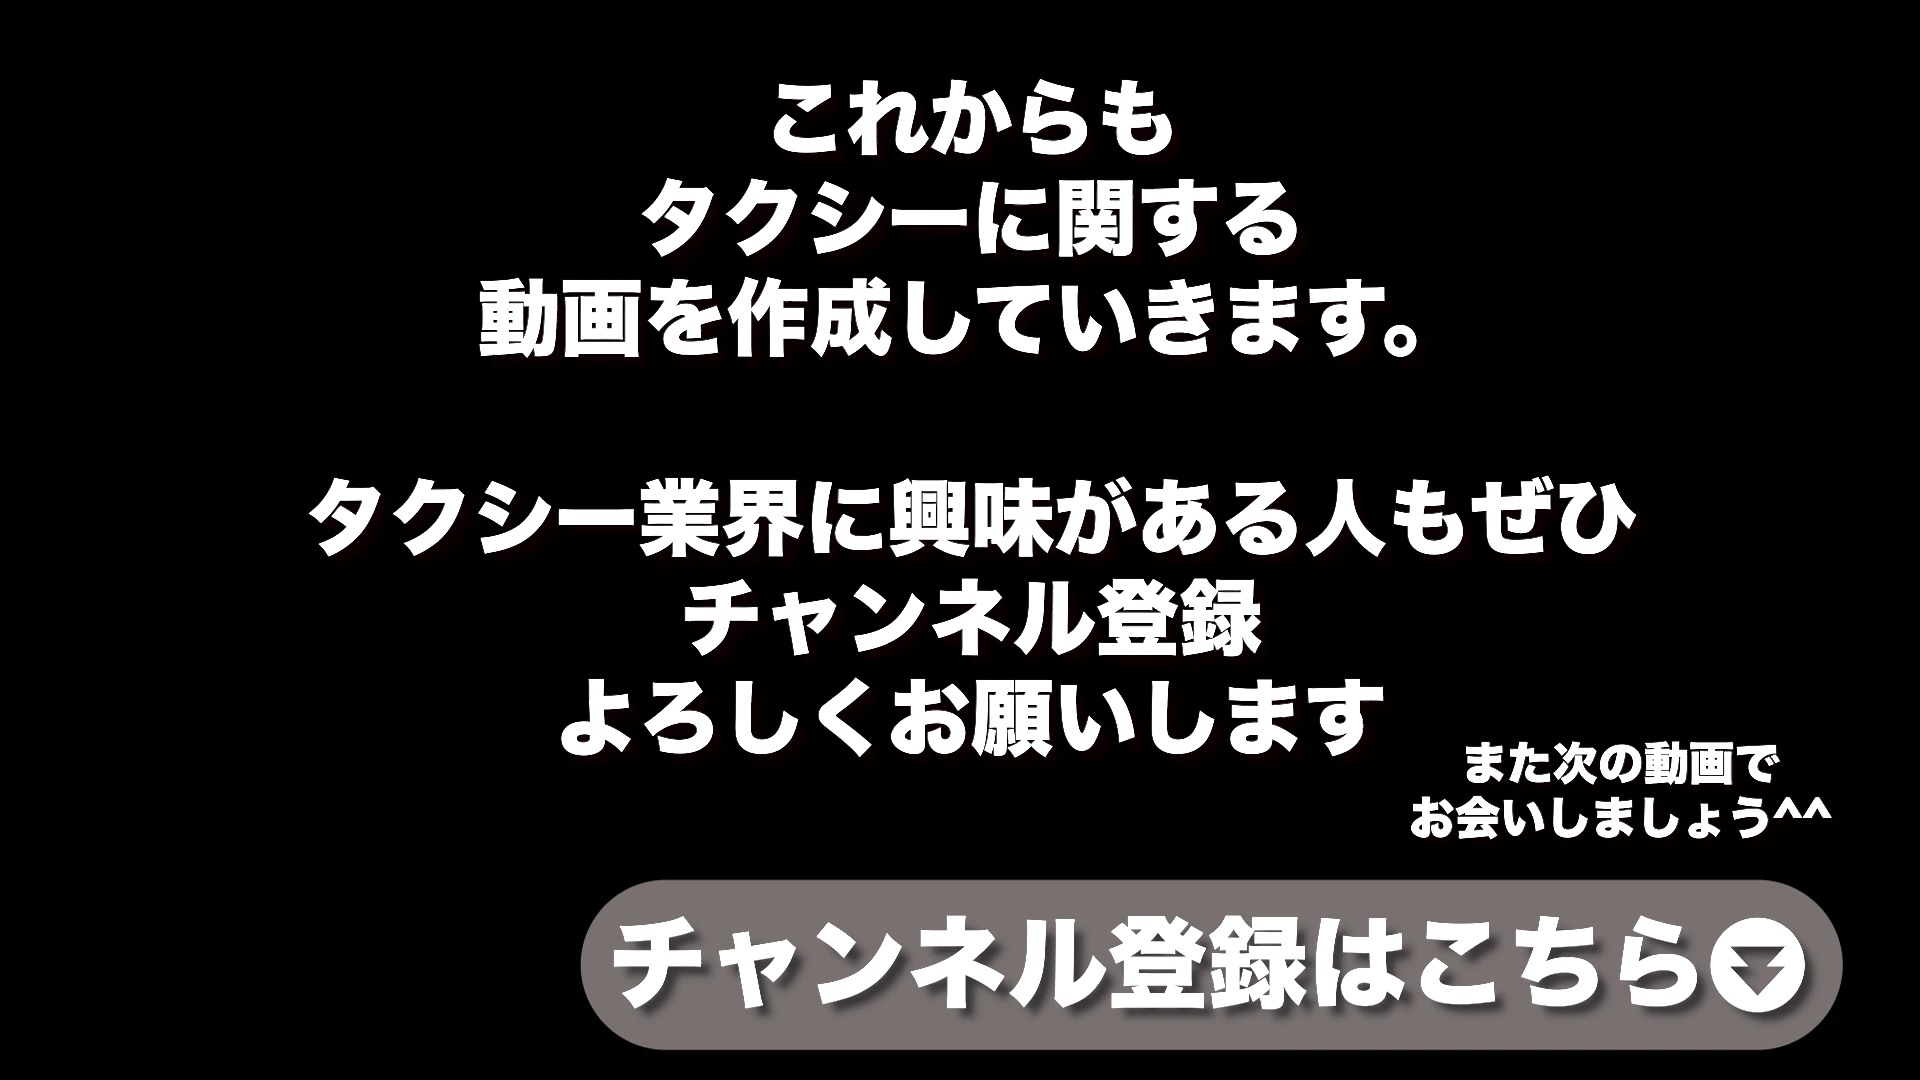 これからも
タクシーに関する
動画を作成していきます。
タクシー業界に興味がある人もぜひ
チャンネル登録
よろしくお願いします
また次の動画で
お会いしましょう^^
チャンネル登録はこちら